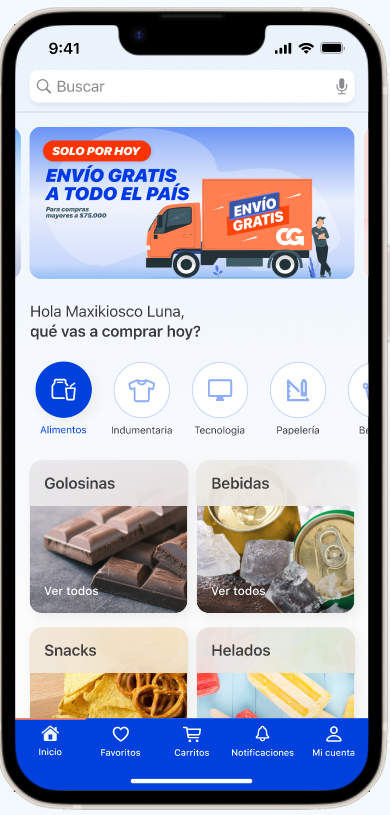 9:41
Buscar
SOLO POR HOY
ENVÍO GRATIS
A TODO EL PAÍS
Para compras
mayores a $75.000
ENVÍO
GRATIS
CG
Hola Maxikiosco Luna,
qué vas a comprar hoy?
Alimentos
Indumentaria
Tecnologia
Papelería
Be
Golosinas
Bebidas
Ver todos
Ver todos
Snacks
Helados
Inicio
Favoritos
Carritos
Notificaciones
Mi cuenta